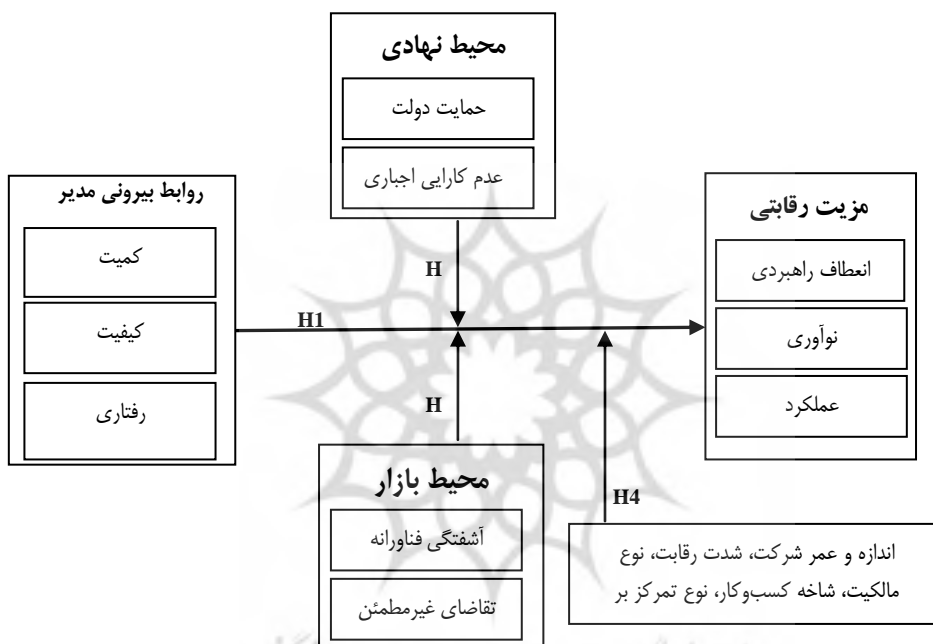 محیط نهادی
حمایت دولت
عدم کارایی اجباری
روابط بیرونی مدیر
کمیت
کیفیت
رفتاری
مزیت رقابتی
انعطاف راهبردی
نوآوری
عملکرد
H
H1
H
محیط بازار
آشفتگی فناورانه
تقاضای غیرمطمئن
H4
اندازه و عمر شرکت، شدت رقابت، نوع
مالکیت، شاخه کسب‌وکار، نوع تمرکز بر